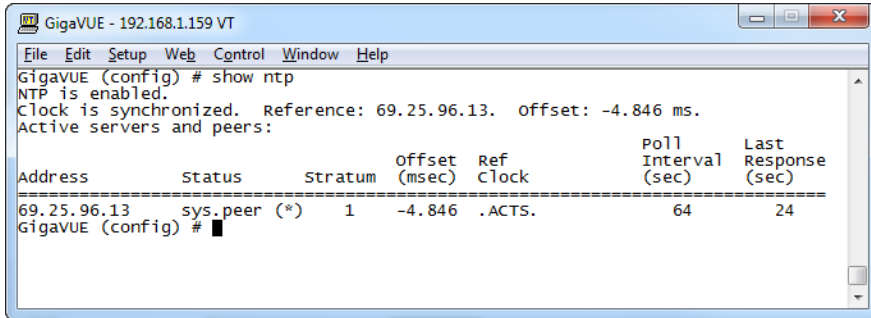 GigaVUE - 192.168.1.159 VT
File Edit Setup Web Control Window Help
GigaVUE (config) # show ntp
NTP is enabled.
Clock is synchronized.  Reference: 69.25.96.13.  Offset: -4.846 ms.
Active servers and peers:
Poll Last
Offset Ref Interval Response
Address Status Stratum (msec) Clock (sec) (sec)
==============================================================================
69.25.96.13 sys.peer (*) 1 -4.846 .ACTS. 64 24
GigaVUE (config) #